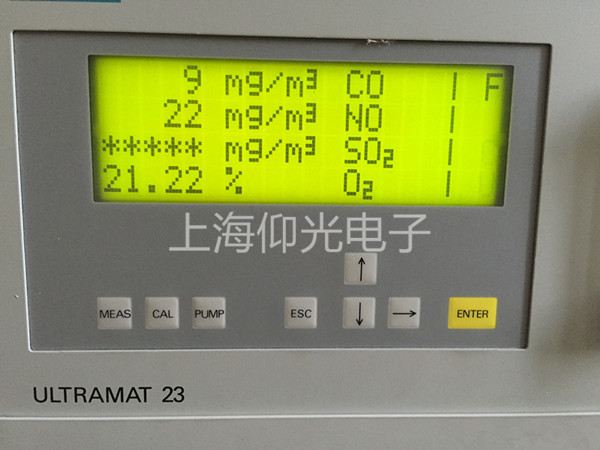 9 mg/m³ CO | F
22 mg/m³ NO |
***** mg/m³ SO₂ |
21.22 % O₂ |
上海仰光电子
↑
MEAS CAL PUMP ESC ↓ → ENTER
ULTRAMAT 23